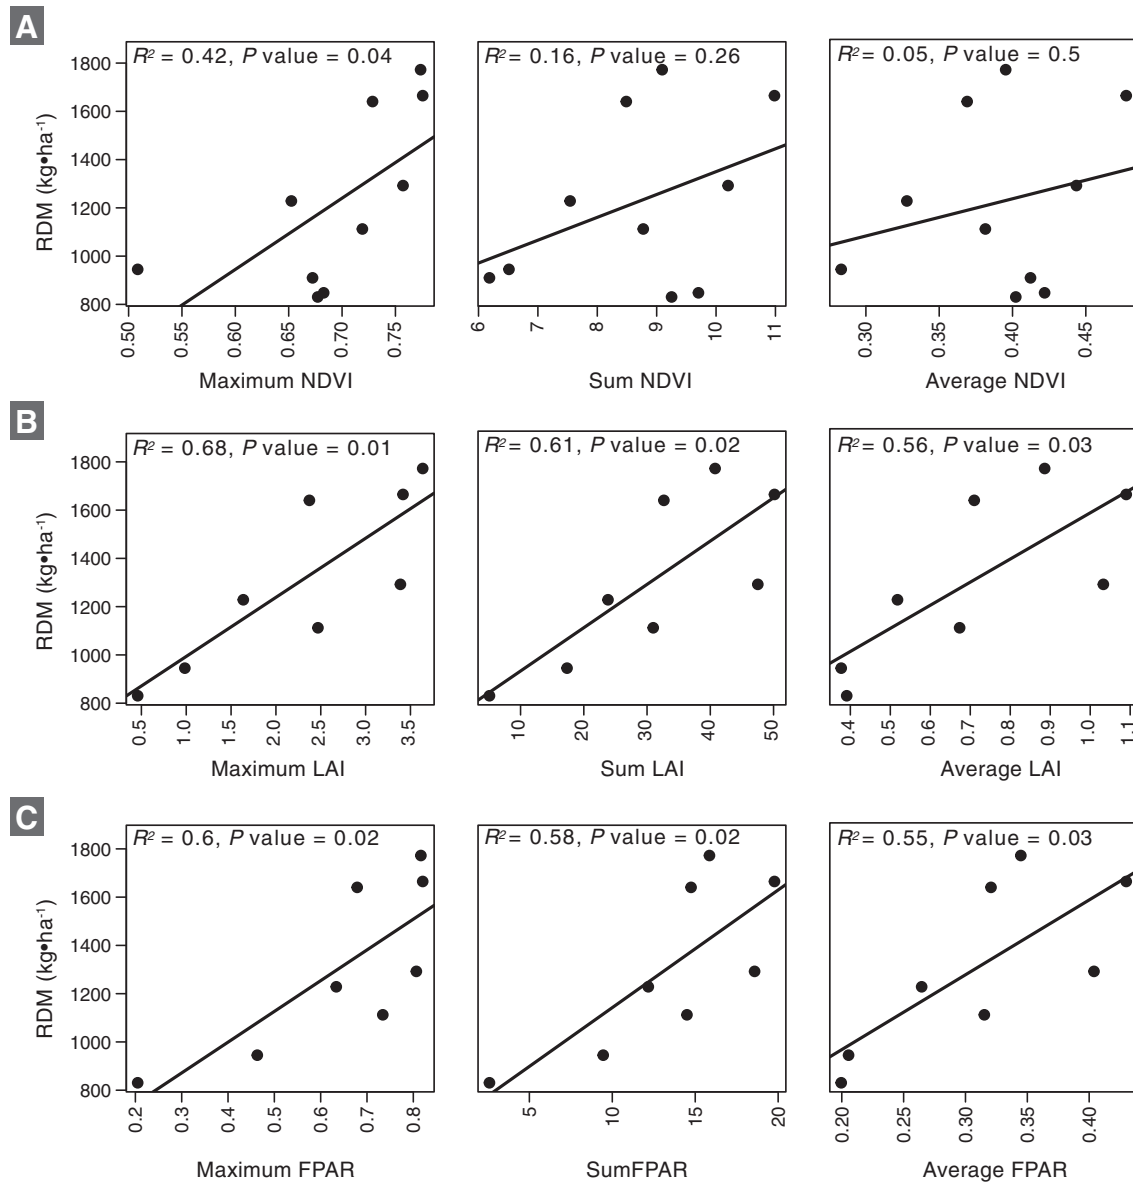 A
R² = 0.42, P value = 0.04
R² = 0.16, P value = 0.26
R² = 0.05, P value = 0.5
RDM (kg•ha⁻¹)
1800
1600
1400
1200
1000
800
0.50 0.55 0.60 0.65 0.70 0.75
6 7 8 9 10 11
0.30 0.35 0.40 0.45
Maximum NDVI
Sum NDVI
Average NDVI
B
R² = 0.68, P value = 0.01
R² = 0.61, P value = 0.02
R² = 0.56, P value = 0.03
RDM (kg•ha⁻¹)
1800
1600
1400
1200
1000
800
0.5 1.0 1.5 2.0 2.5 3.0 3.5
10 20 30 40 50
0.4 0.5 0.6 0.7 0.8 0.9 1.0 1.1
Maximum LAI
Sum LAI
Average LAI
C
R² = 0.6, P value = 0.02
R² = 0.58, P value = 0.02
R² = 0.55, P value = 0.03
RDM (kg•ha⁻¹)
1800
1600
1400
1200
1000
800
0.2 0.3 0.4 0.5 0.6 0.7 0.8
5 10 15 20
0.20 0.25 0.30 0.35 0.40
Maximum FPAR
SumFPAR
Average FPAR